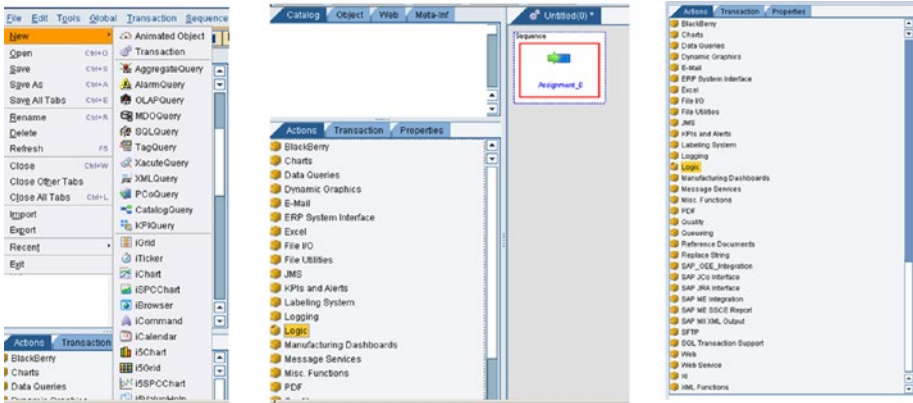 File Edit Tools Global Transaction Sequence
New
Open Ctrl+O
Save Ctrl+S
Save As Ctrl+A
Save All Tabs Ctrl+E
Rename Ctrl+R
Delete
Refresh F5
Close Ctrl+W
Close Other Tabs
Close All Tabs Ctrl+L
Import
Export
Recent
Exit
Actions Transaction
BlackBerry
Charts
Data Queries
Dynamic Graphics
Animated Object
Transaction
AggregateQuery
AlarmQuery
OLAPQuery
MDOQuery
SQLQuery
TagQuery
XacuteQuery
XMLQuery
PCoQuery
CatalogQuery
KPIQuery
iGrid
iTicker
iChart
iSPCChart
iBrowser
iCommand
iCalendar
i5Chart
i5Grid
i5SPCChart
i5ValueHelp
Catalog Object Web Meta-Inf
Untitled(0) *
Sequence
Assignment_0
Actions Transaction Properties
BlackBerry
Charts
Data Queries
Dynamic Graphics
E-Mail
ERP System Interface
Excel
File I/O
File Utilities
JMS
KPIs and Alerts
Labeling System
Logging
Logic
Manufacturing Dashboards
Message Services
Misc. Functions
PDF
Actions Transaction Properties
BlackBerry
Charts
Data Queries
Dynamic Graphics
E-Mail
ERP System Interface
Excel
File I/O
File Utilities
JMS
KPIs and Alerts
Labeling System
Logging
Logic
Manufacturing Dashboards
Message Services
Misc. Functions
PDF
Quality
Queueing
Reference Documents
Replace String
SAP_OEE_Integration
SAP JCo Interface
SAP JRA Interface
SAP ME Integration
SAP ME SSCE Report
SAP MII XML Output
SFTP
SQL Transaction Support
Web
Web Service
XI
XML Functions